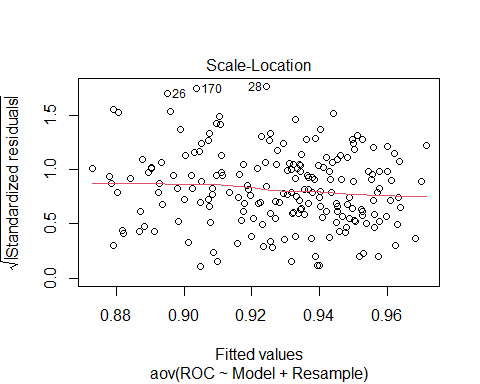 Scale-Location
√|Standardized residuals|
0.0 0.5 1.0 1.5
26
170
28
0.88 0.90 0.92 0.94 0.96
Fitted values
aov(ROC ~ Model + Resample)